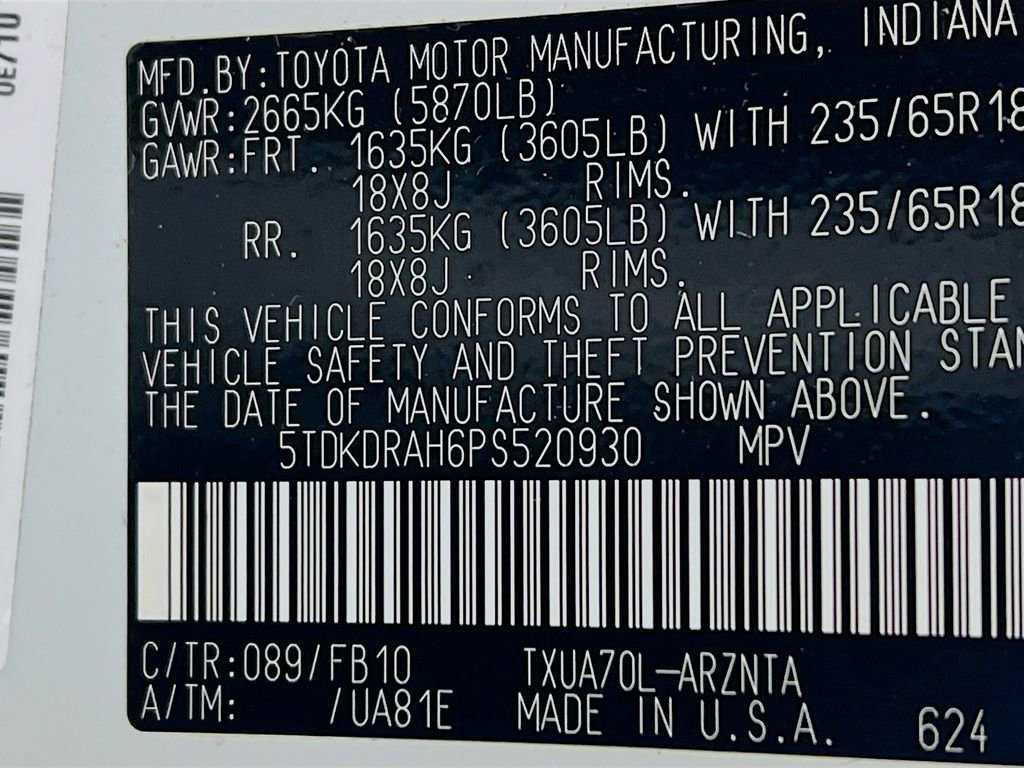 MFD.BY:TOYOTA MOTOR MANUFACTURING, INDIANA
GVWR:2665KG (5870LB)
GAWR:FRT. 1635KG (3605LB) WITH 235/65R18
18X8J RIMS.
RR. 1635KG (3605LB) WITH 235/65R18
18X8J RIMS.
THIS VEHICLE CONFORMS TO ALL APPLICABLE
VEHICLE SAFETY AND THEFT PREVENTION STAN
THE DATE OF MANUFACTURE SHOWN ABOVE.
5TDKDRAH6PS520930 MPV
C/TR:089/FB10 TXUA70L-ARZNTA
A/TM: /UA81E MADE IN U.S.A. 624